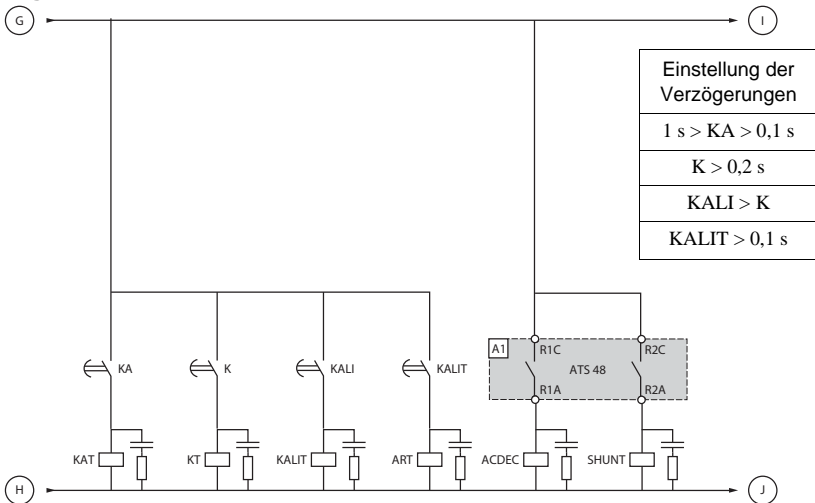 G
I
Einstellung der
Verzögerungen
1 s > KA > 0,1 s
K > 0,2 s
KALI > K
KALIT > 0,1 s
A1
R1C
R2C
KA
K
KALI
KALIT
ATS 48
R1A
R2A
KAT
KT
KALIT
ART
ACDEC
SHUNT
H
J